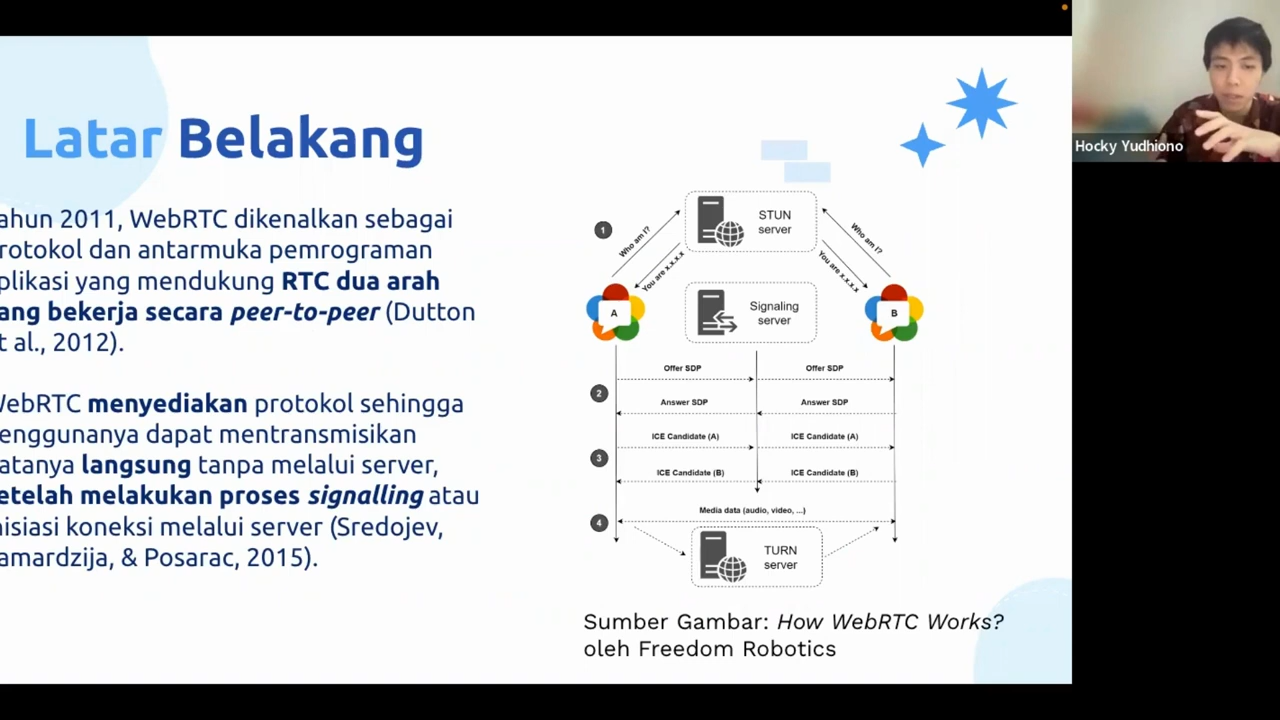 Latar Belakang
ahun 2011, WebRTC dikenalkan sebagai
rotokol dan antarmuka pemrograman
plikasi yang mendukung RTC dua arah
ang bekerja secara peer-to-peer (Dutton
t al., 2012).
WebRTC menyediakan protokol sehingga
enggunanya dapat mentransmisikan
atanya langsung tanpa melalui server,
etelah melakukan proses signalling atau
nisiasi koneksi melalui server (Sredojev,
amardzija, & Posarac, 2015).
STUN
server
1
Who am I?
You are x.x.x.x
Who am I?
You are x.x.x.x
A
Signaling
server
B
Offer SDP
Offer SDP
2
Answer SDP
Answer SDP
ICE Candidate (A)
ICE Candidate (A)
3
ICE Candidate (B)
ICE Candidate (B)
Media data (audio, video, ...)
4
TURN
server
Sumber Gambar: How WebRTC Works?
oleh Freedom Robotics
Hocky Yudhiono